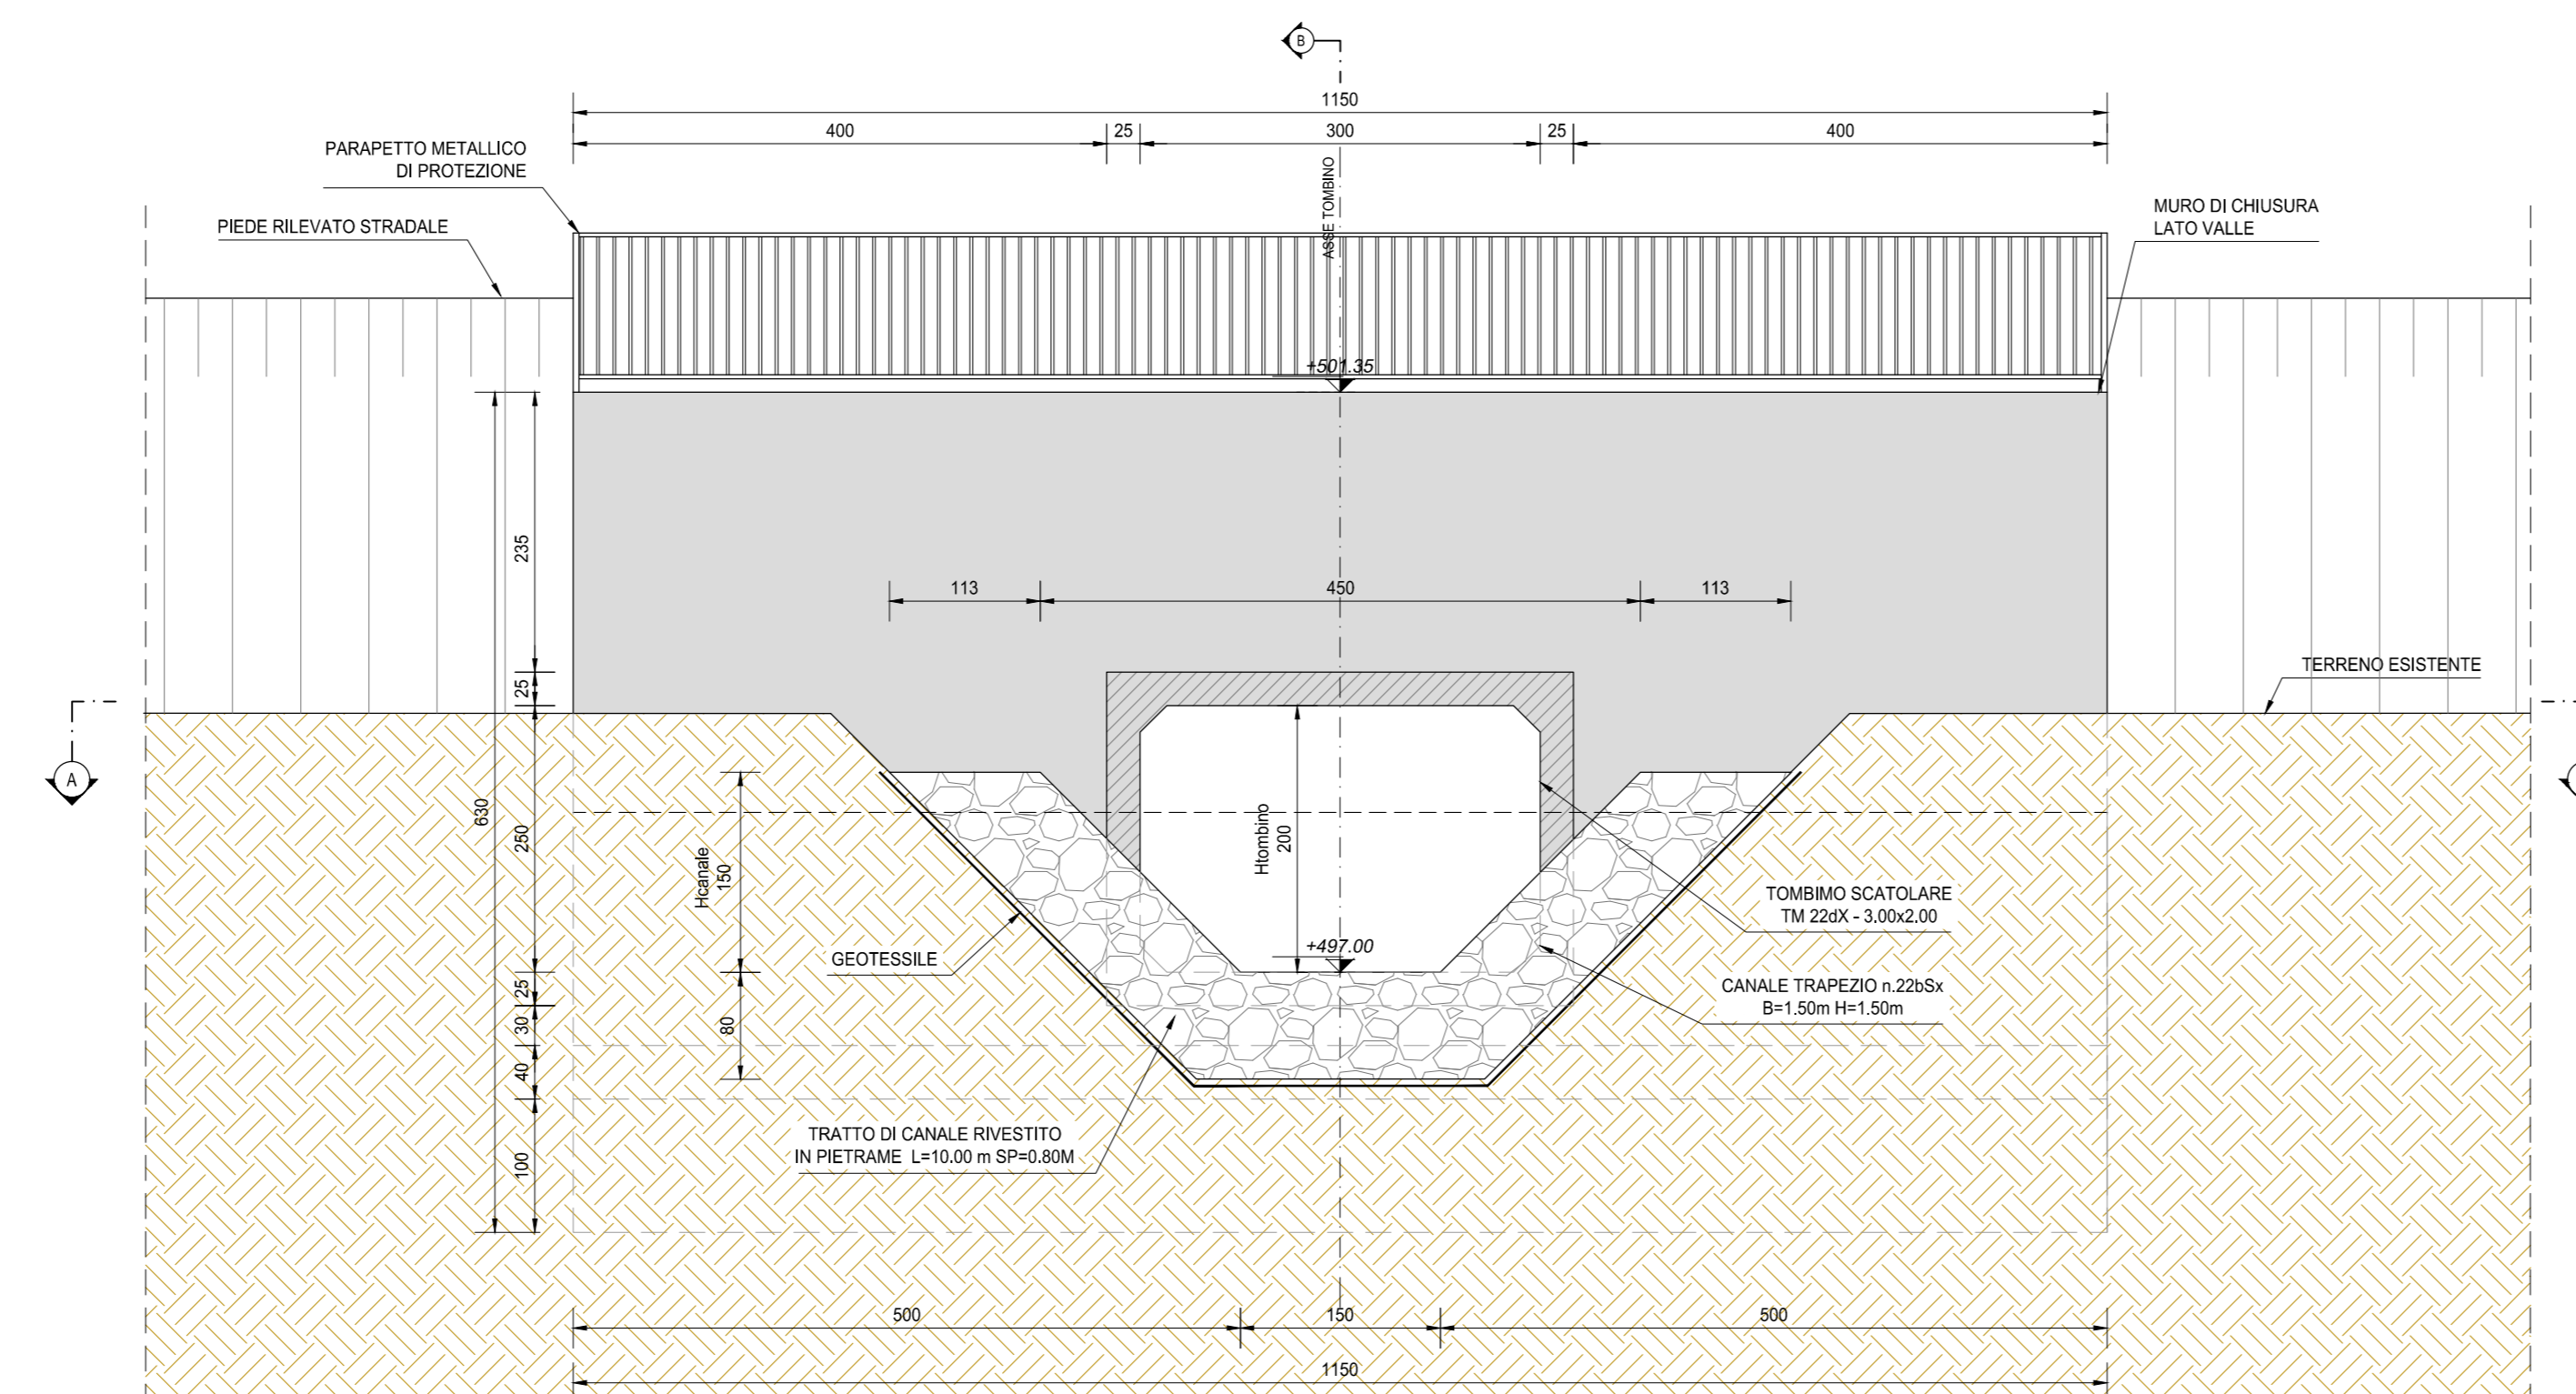 B
1150
400
25
300
25
400
PARAPETTO METALLICO
DI PROTEZIONE
PIEDE RILEVATO STRADALE
ASSE TOMBINO
MURO DI CHIUSURA
LATO VALLE
+501.35
235
113
450
113
25
TERRENO ESISTENTE
A
630
250
Hcanale
150
Htombino
200
TOMBIMO SCATOLARE
TM 22dX - 3.00x2.00
GEOTESSILE
+497.00
CANALE TRAPEZIO n.22bSx
B=1.50m H=1.50m
25
30
80
40
TRATTO DI CANALE RIVESTITO
IN PIETRAME L=10.00 m SP=0.80M
100
500
150
500
1150